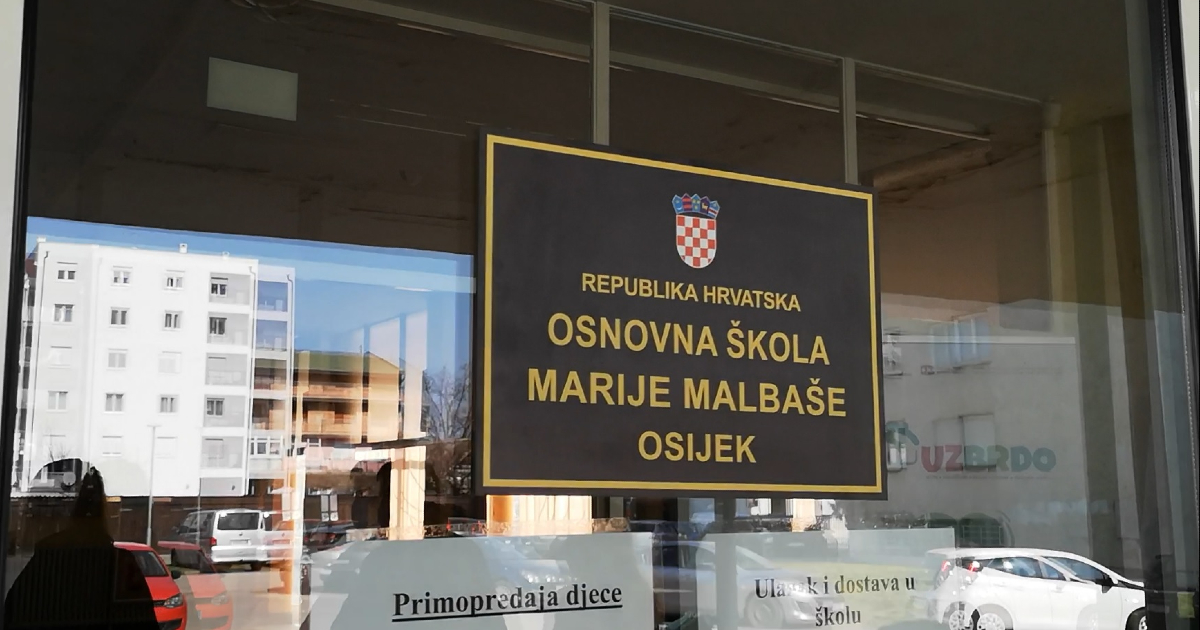 REPUBLIKA HRVATSKA
OSNOVNA ŠKOLA
MARIJE MALBAŠE
OSIJEK
UZBRDO
Primopredaja djece
Ulazak i dostava u
školu